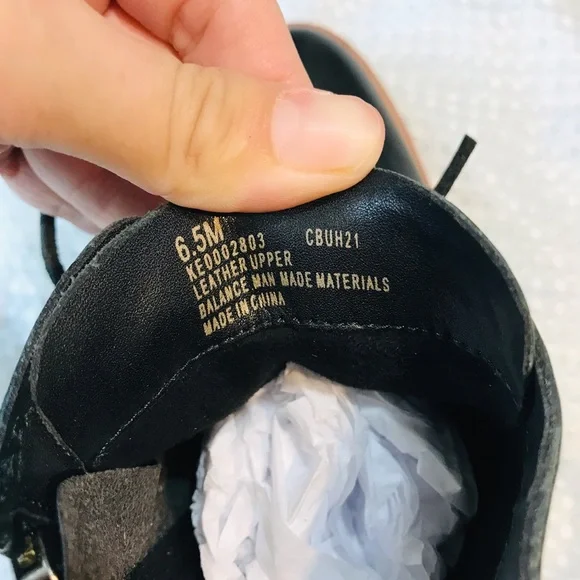 6.5M
KE0002803 CBUH21
LEATHER UPPER
BALANCE MAN MADE MATERIALS
MADE IN CHINA